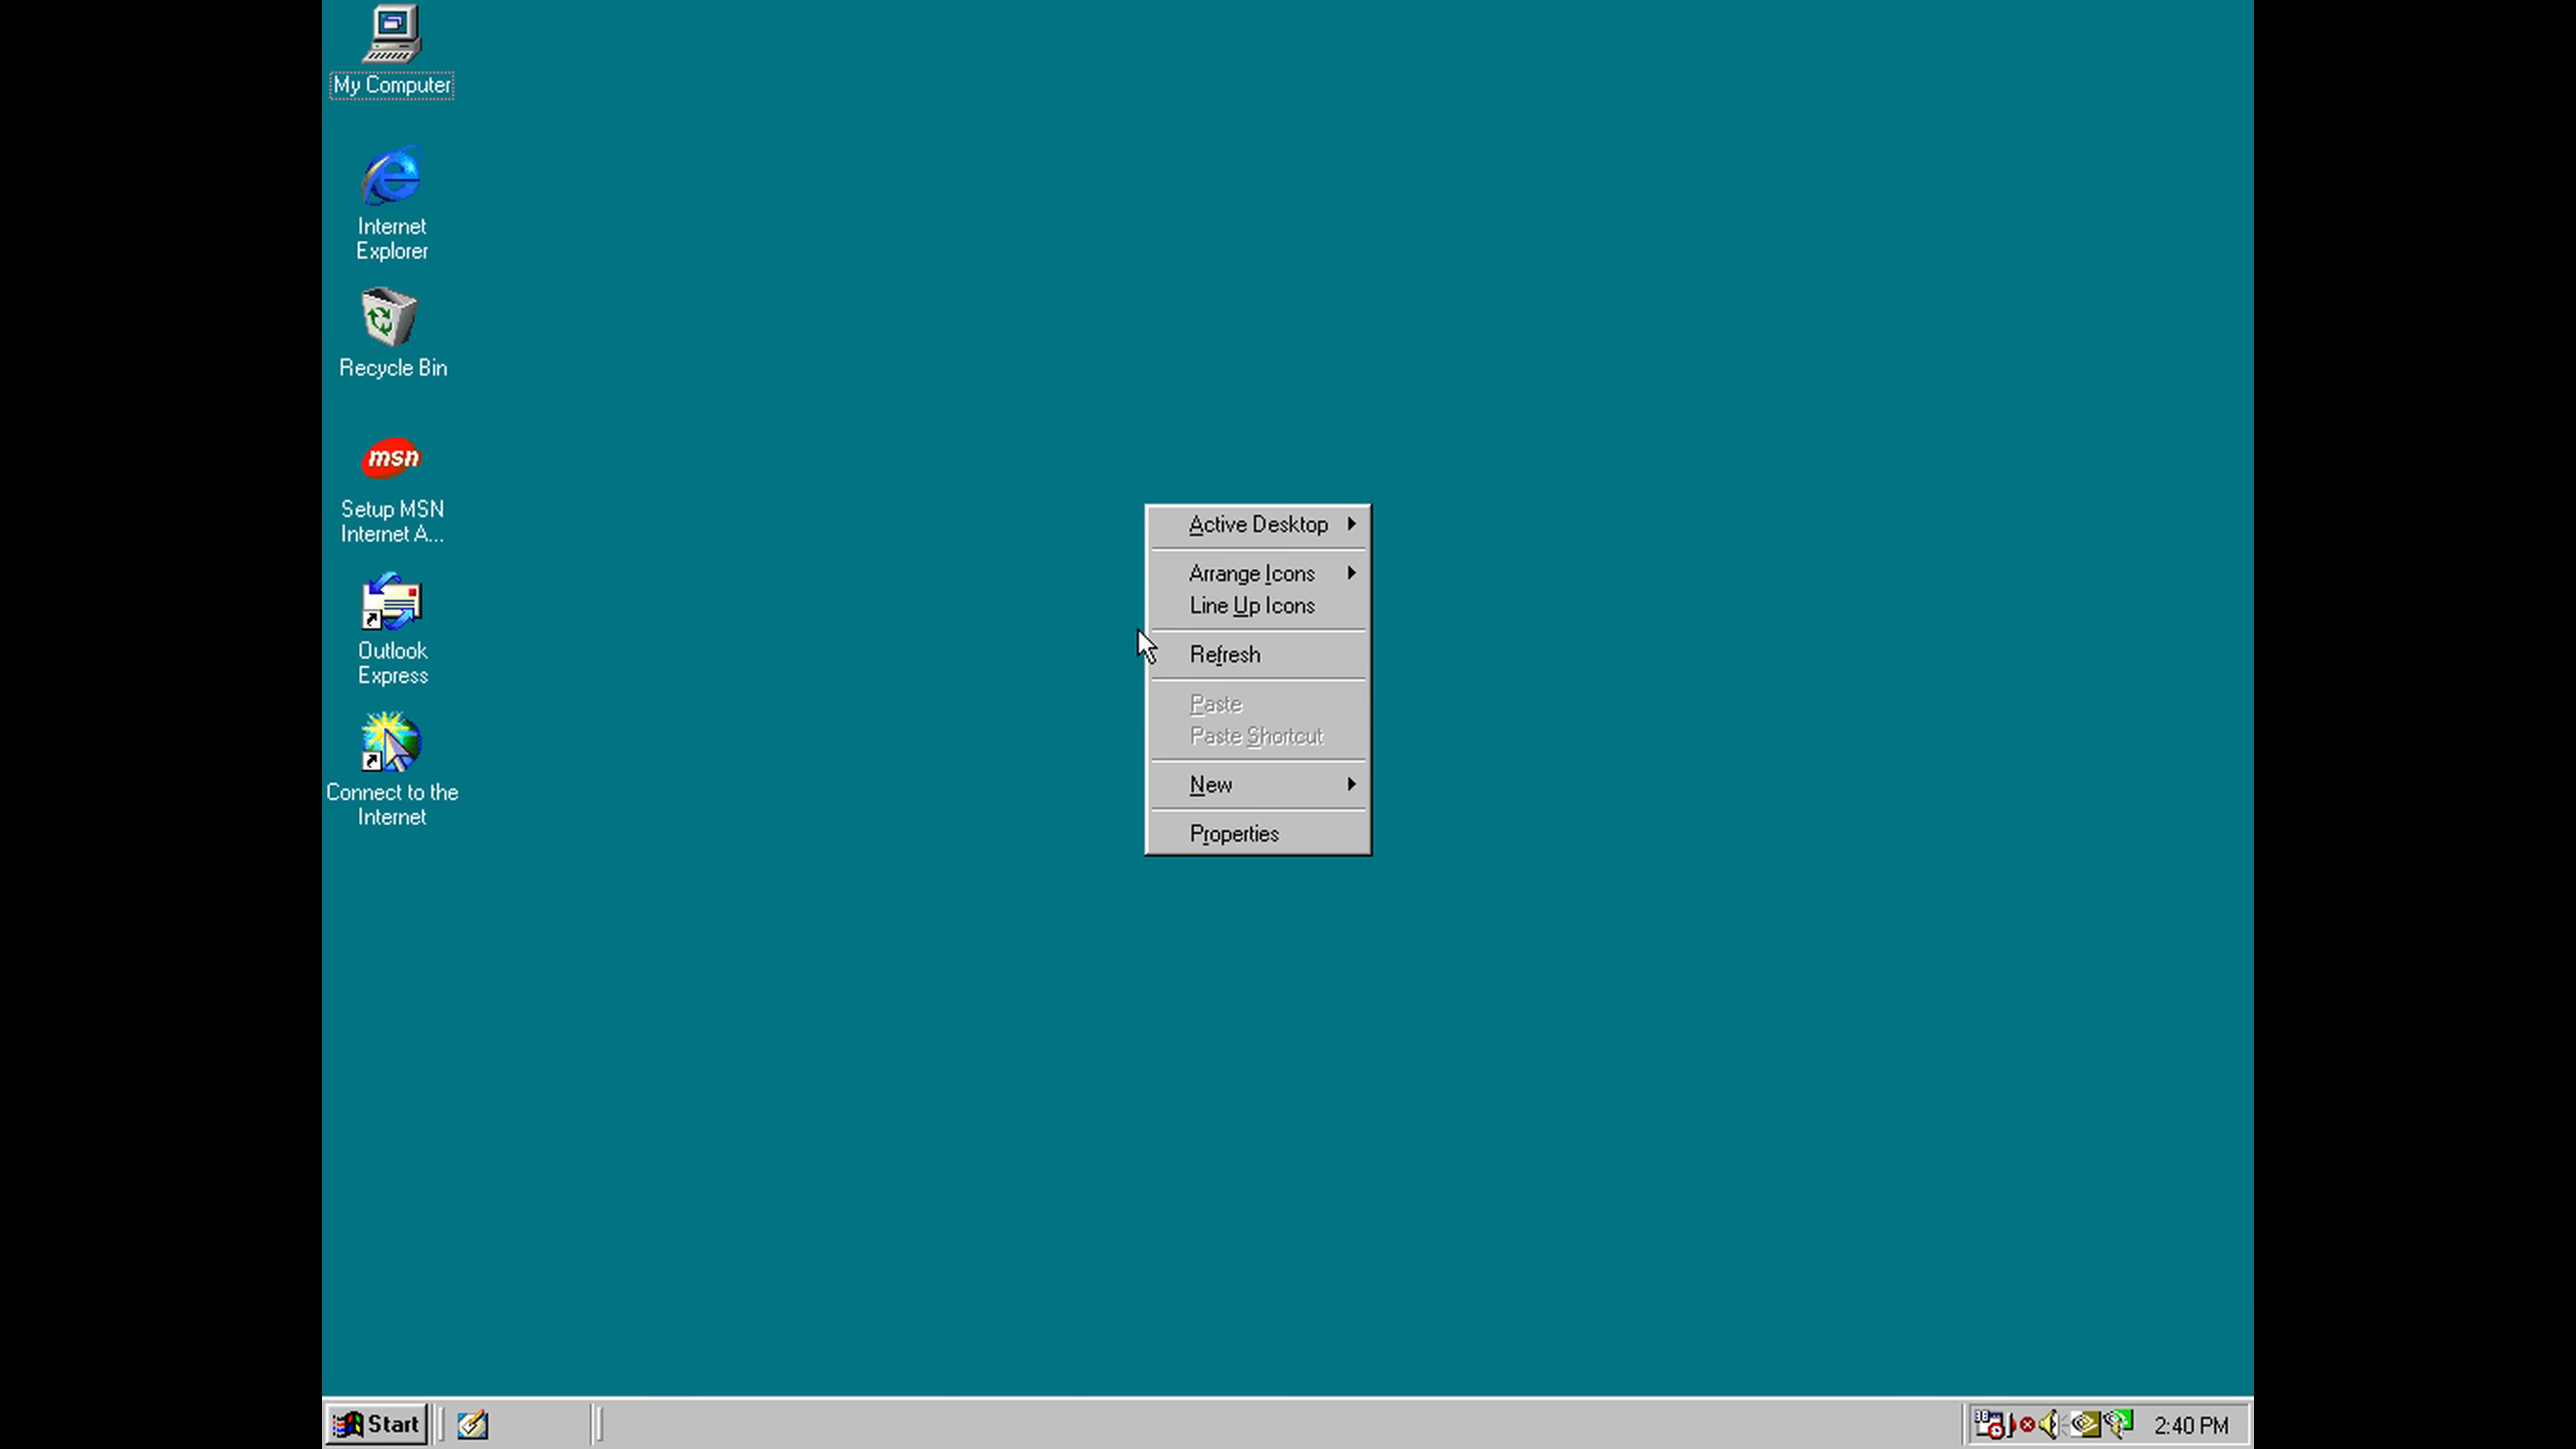 My Computer
Internet
Explorer
Recycle Bin
msn
Setup MSN
Internet A...
Outlook
Express
Connect to the
Internet
Active Desktop
Arrange Icons
Line Up Icons
Refresh
Paste
Paste Shortcut
New
Properties
Start
2:40 PM